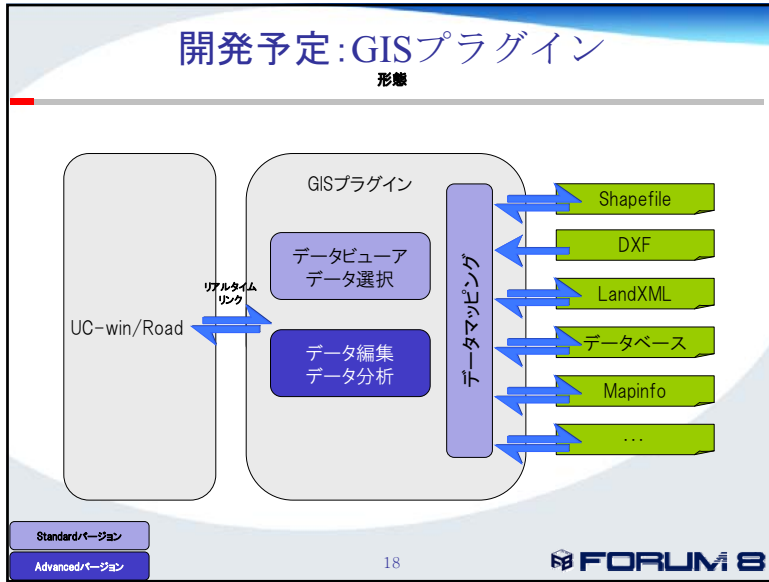 開発予定:GISプラグイン
形態
UC-win/Road
リアルタイム
リンク
GISプラグイン
データビューア
データ選択
データ編集
データ分析
データマッピング
Shapefile
DXF
LandXML
データベース
Mapinfo
...
Standardバージョン
Advancedバージョン
18
FORUM 8